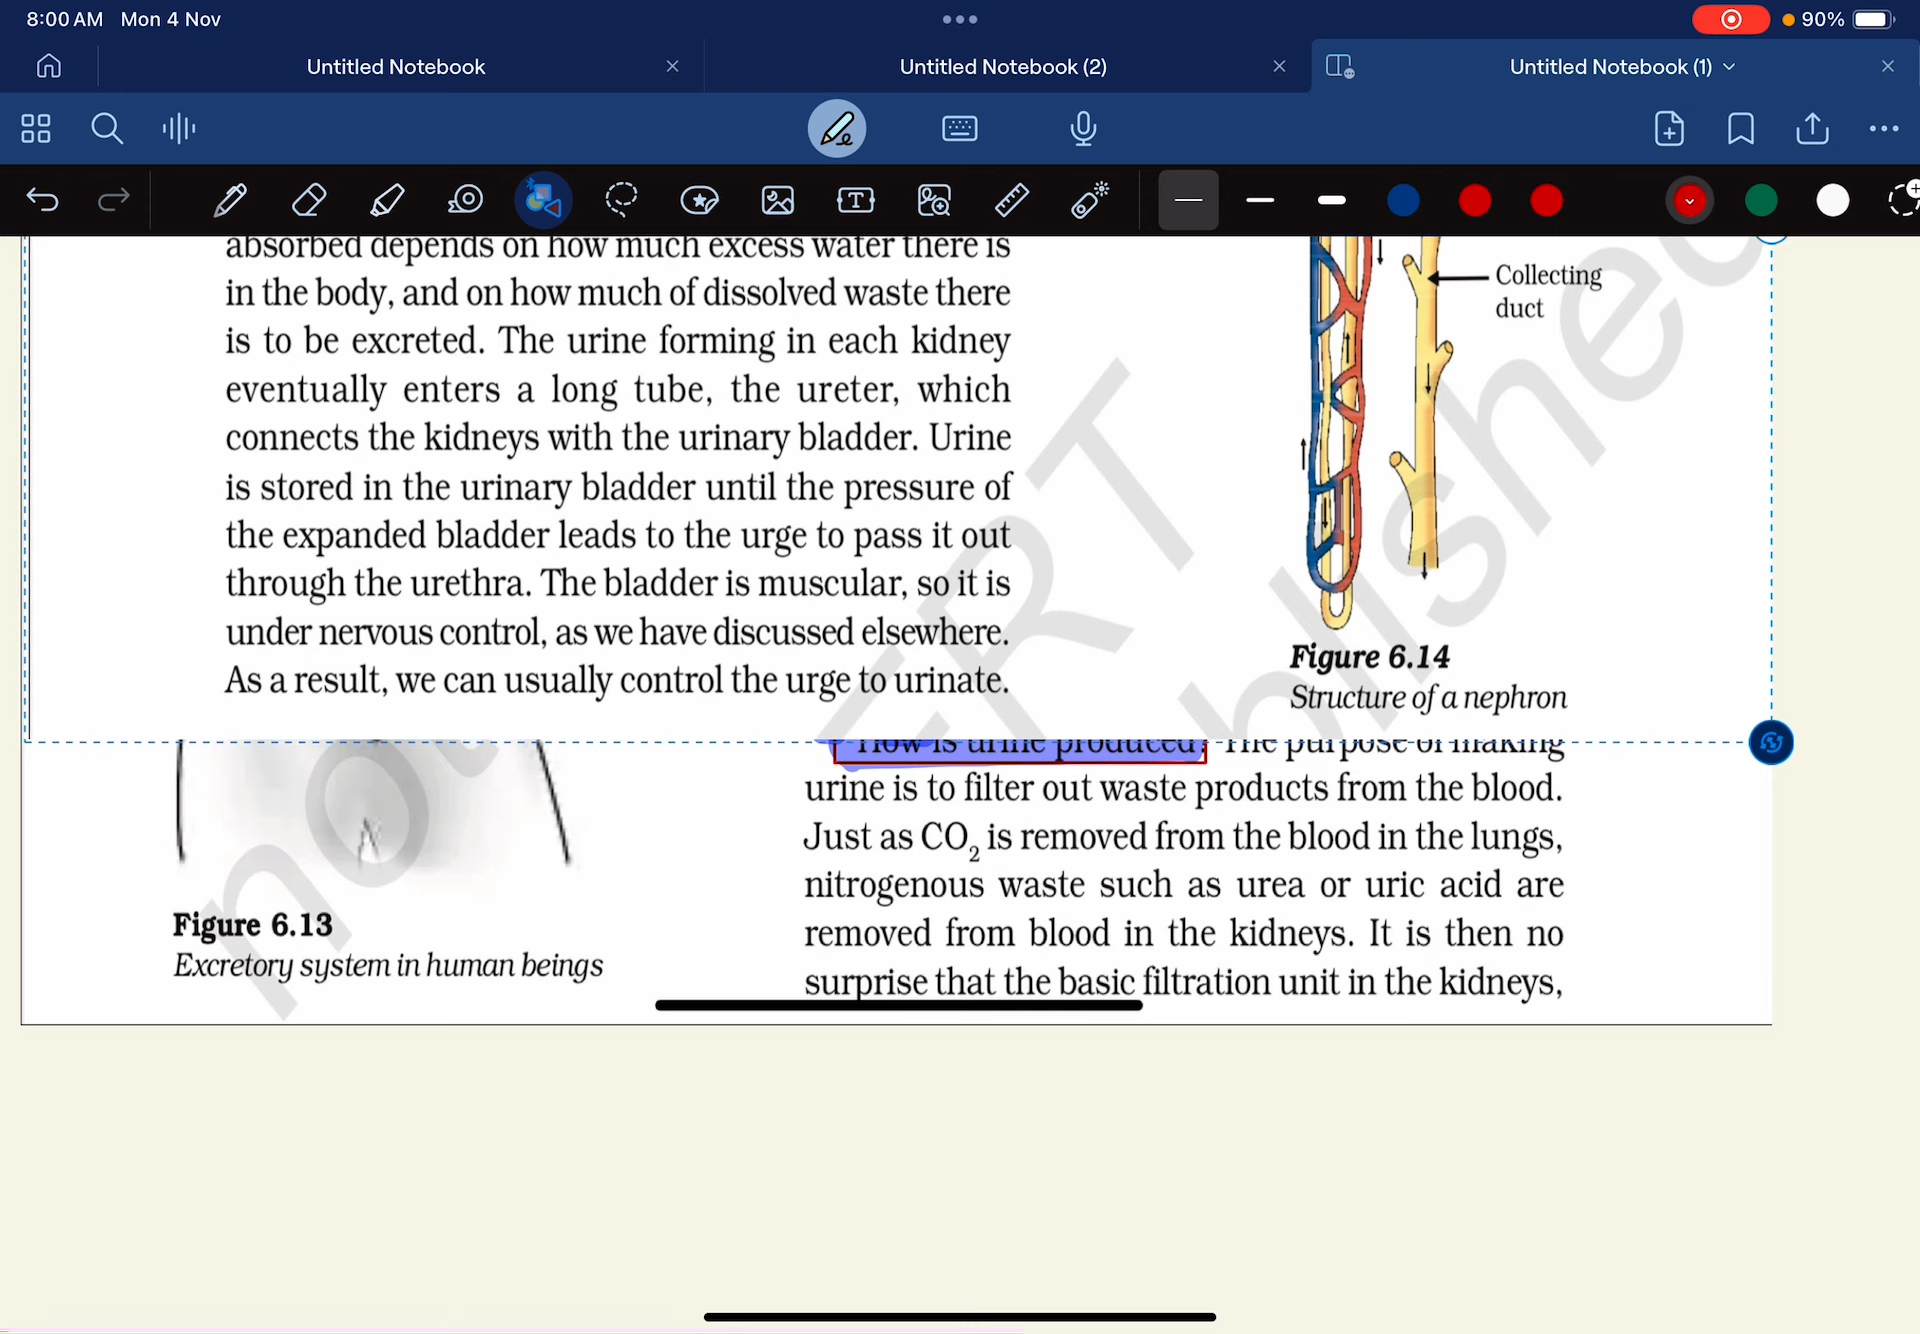 8:00 AM Mon 4 Nov
90%
Untitled Notebook
Untitled Notebook (2)
Untitled Notebook (1)
absorbed depends on how much excess water there is
in the body, and on how much of dissolved waste there
is to be excreted. The urine forming in each kidney
eventually enters a long tube, the ureter, which
connects the kidneys with the urinary bladder. Urine
is stored in the urinary bladder until the pressure of
the expanded bladder leads to the urge to pass it out
through the urethra. The bladder is muscular, so it is
under nervous control, as we have discussed elsewhere.
As a result, we can usually control the urge to urinate.
Collecting
duct
Figure 6.14
Structure of a nephron
How is urine produced? The purpose of making
urine is to filter out waste products from the blood.
Just as CO₂ is removed from the blood in the lungs,
nitrogenous waste such as urea or uric acid are
removed from blood in the kidneys. It is then no
surprise that the basic filtration unit in the kidneys,
Figure 6.13
Excretory system in human beings
not